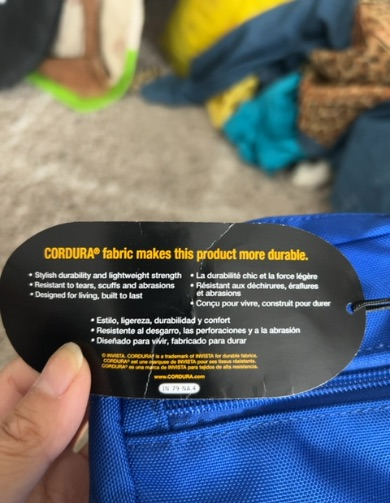 CORDURA® fabric makes this product more durable.
• Stylish durability and lightweight strength
• Resistant to tears, scuffs and abrasions
• Designed for living, built to last
• La durabilité chic et la force légère
• Résistant aux déchirures, éraflures
et abrasions
• Conçu pour vivre, construit pour durer
• Estilo, ligereza, durabilidad y confort
• Resistente al desgarro, las perforaciones y a la abrasión
• Diseñado para vivir, fabricado para durar
© INVISTA. CORDURA® is a trademark of INVISTA for durable fabrics.
CORDURA® est une marque de INVISTA pour ses tissus résistants.
CORDURA® es una marca de INVISTA para tejidos de alta resistencia.
www.CORDURA.com
IN 79 NA 4